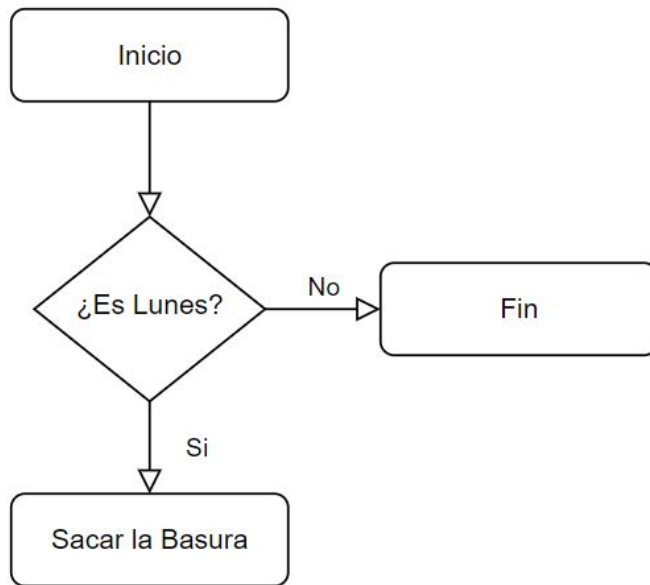 Inicio
¿Es Lunes?
No
Fin
Si
Sacar la Basura